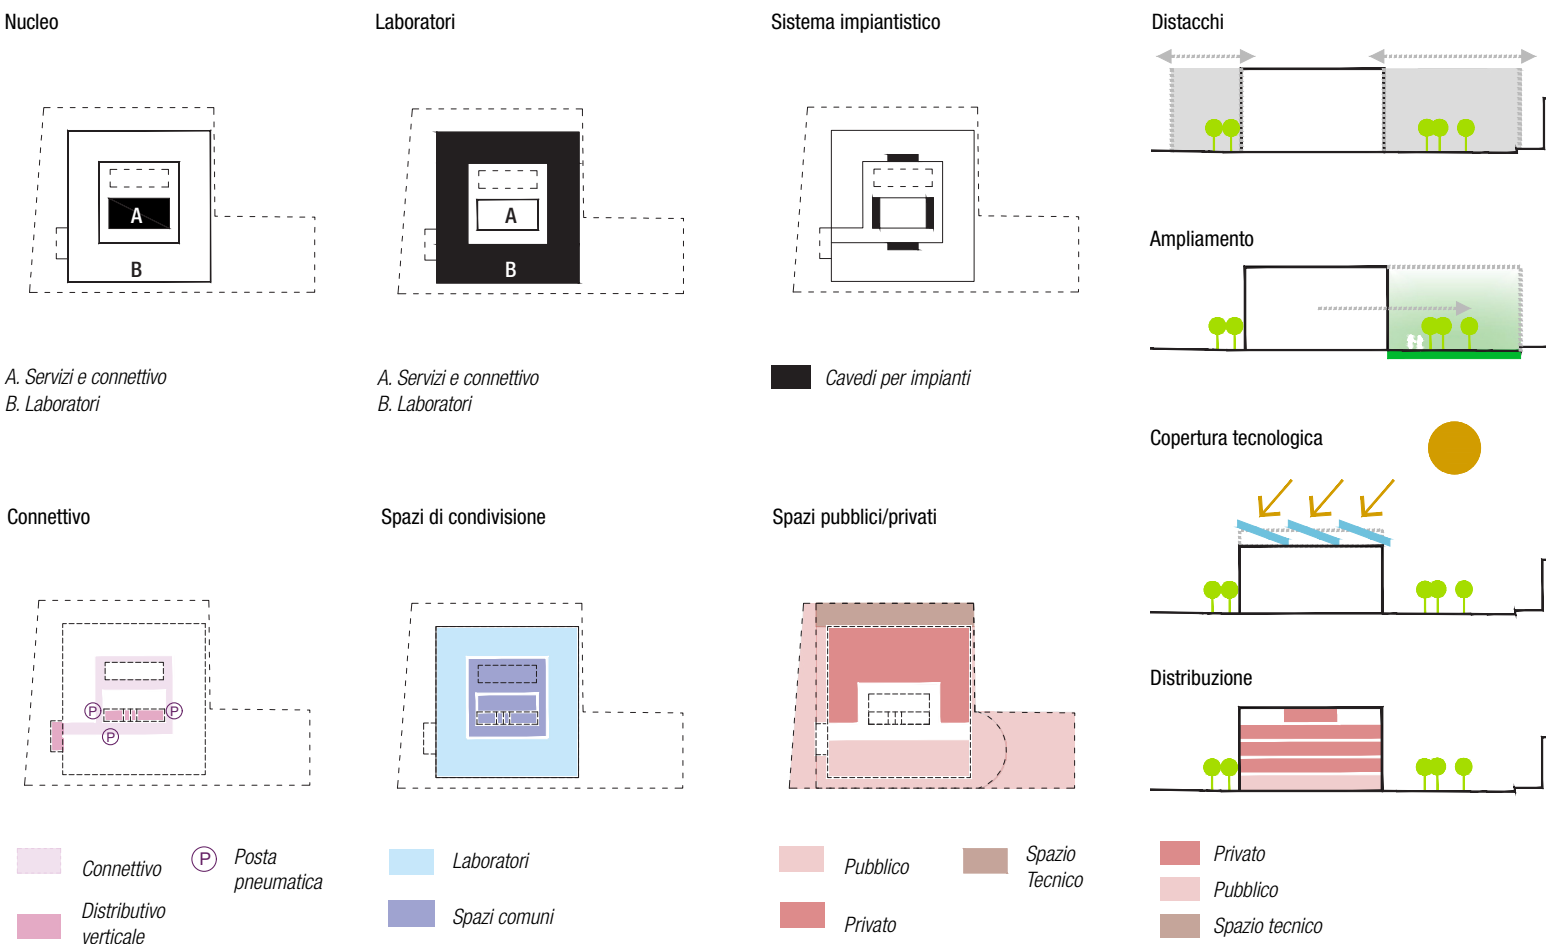 Nucleo
Laboratori
Sistema impiantistico
Distacchi
A
B
A
B
Ampliamento
A. Servizi e connettivo
B. Laboratori
A. Servizi e connettivo
B. Laboratori
Cavedi per impianti
Copertura tecnologica
Connettivo
Spazi di condivisione
Spazi pubblici/privati
Distribuzione
P
P
P
Connettivo
P
Posta
pneumatica
Distributivo
verticale
Laboratori
Spazi comuni
Pubblico
Spazio
Tecnico
Privato
Privato
Pubblico
Spazio tecnico